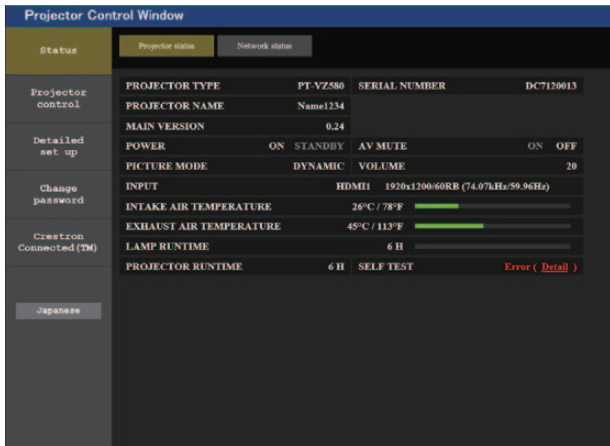 Projector Control Window
Status
Projector status
Network status
Projector
control
Detailed
set up
Change
password
Crestron
Connected(TM)
Japanese
PROJECTOR TYPE PT-VZ580 SERIAL NUMBER DC7120013
PROJECTOR NAME Name1234
MAIN VERSION 0.24
POWER ON STANDBY AV MUTE ON OFF
PICTURE MODE DYNAMIC VOLUME 20
INPUT HDMI1 1920x1200/60RB (74.07kHz/59.96Hz)
INTAKE AIR TEMPERATURE 26°C / 78°F
EXHAUST AIR TEMPERATURE 45°C / 113°F
LAMP RUNTIME 6 H
PROJECTOR RUNTIME 6 H SELF TEST Error ( Detail )